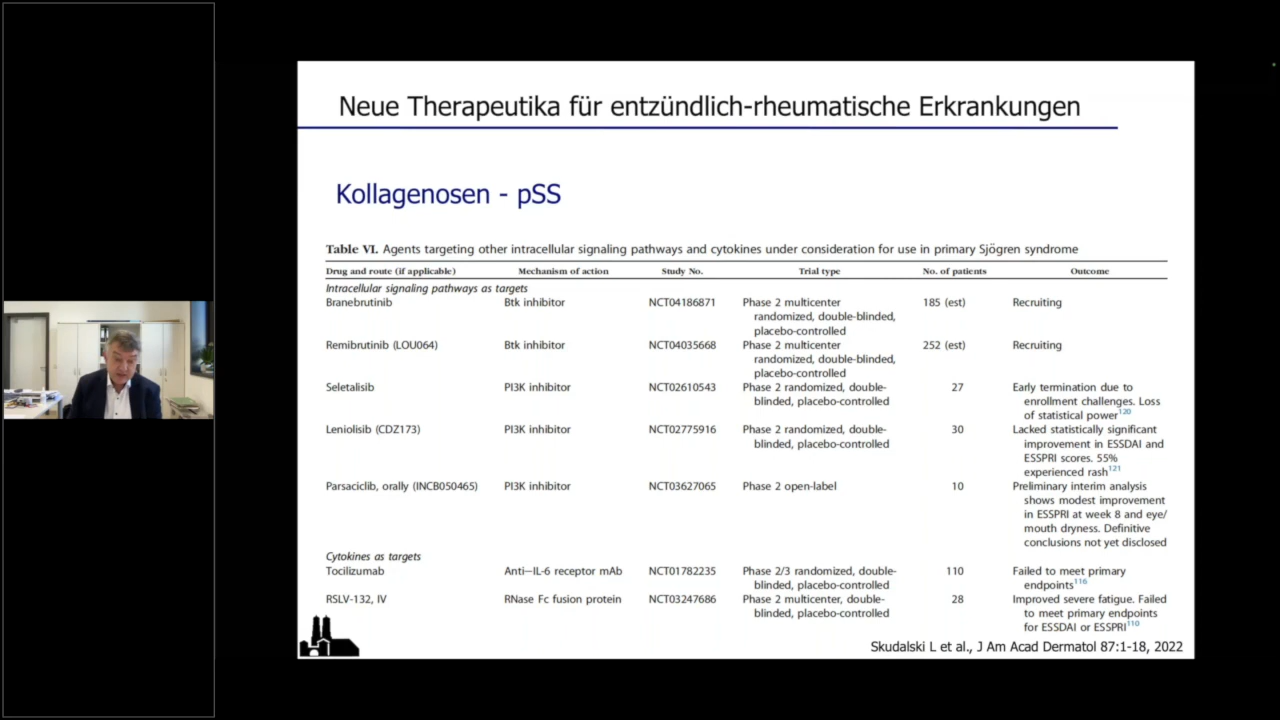 Neue Therapeutika für entzündlich-rheumatische Erkrankungen
Kollagenosen - pSS
Table VI. Agents targeting other intracellular signaling pathways and cytokines under consideration for use in primary Sjögren syndrome
Drug and route (if applicable) Mechanism of action Study No. Trial type No. of patients Outcome
Intracellular signaling pathways as targets
Branebrutinib Btk inhibitor NCT04186871 Phase 2 multicenter 185 (est) Recruiting
randomized, double-blinded,
placebo-controlled
Remibrutinib (LOU064) Btk inhibitor NCT04035668 Phase 2 multicenter 252 (est) Recruiting
randomized, double-blinded,
placebo-controlled
Seletalisib PI3K inhibitor NCT02610543 Phase 2 randomized, double- 27 Early termination due to
blinded, placebo-controlled enrollment challenges. Loss
of statistical power120
Leniolisib (CDZ173) PI3K inhibitor NCT02775916 Phase 2 randomized, double- 30 Lacked statistically significant
blinded, placebo-controlled improvement in ESSDAI and
ESSPRI scores. 55%
experienced rash121
Parsaciclib, orally (INCB050465) PI3K inhibitor NCT03627065 Phase 2 open-label 10 Preliminary interim analysis
shows modest improvement
in ESSPRI at week 8 and eye/
mouth dryness. Definitive
conclusions not yet disclosed
Cytokines as targets
Tocilizumab Anti–IL-6 receptor mAb NCT01782235 Phase 2/3 randomized, double- 110 Failed to meet primary
blinded, placebo-controlled endpoints116
RSLV-132, IV RNase Fc fusion protein NCT03247686 Phase 2 multicenter, double- 28 Improved severe fatigue. Failed
blinded, placebo-controlled to meet primary endpoints
for ESSDAI or ESSPRI110
Skudalski L et al., J Am Acad Dermatol 87:1-18, 2022